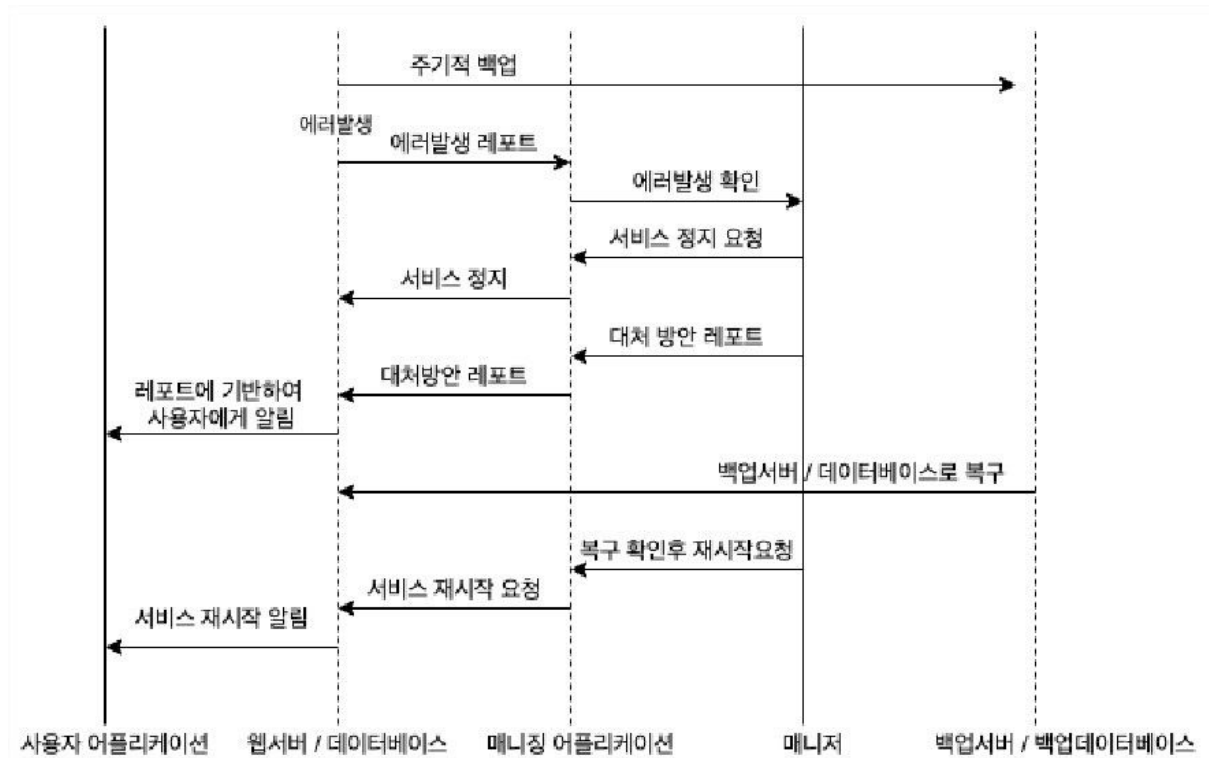 주기적 백업
에러발생
에러발생 레포트
에러발생 확인
서비스 정지 요청
서비스 정지
대처 방안 레포트
대처방안 레포트
레포트에 기반하여
사용자에게 알림
백업서버 / 데이터베이스로 복구
복구 확인후 재시작요청
서비스 재시작 요청
서비스 재시작 알림
사용자 어플리케이션 웹서버 / 데이터베이스 매니징 어플리케이션 매니저 백업서버 / 백업데이터베이스